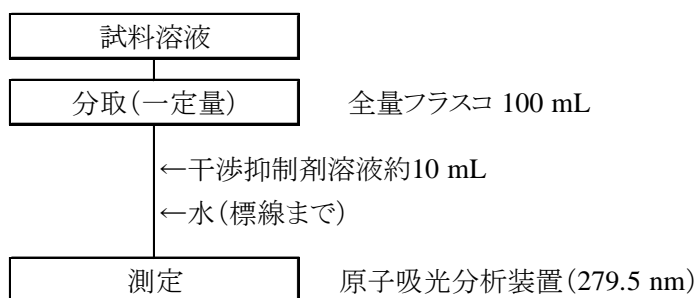 試料溶液
分取(一定量) 全量フラスコ 100 mL
←干渉抑制剤溶液約10 mL
←水(標線まで)
測定 原子吸光分析装置(279.5 nm)